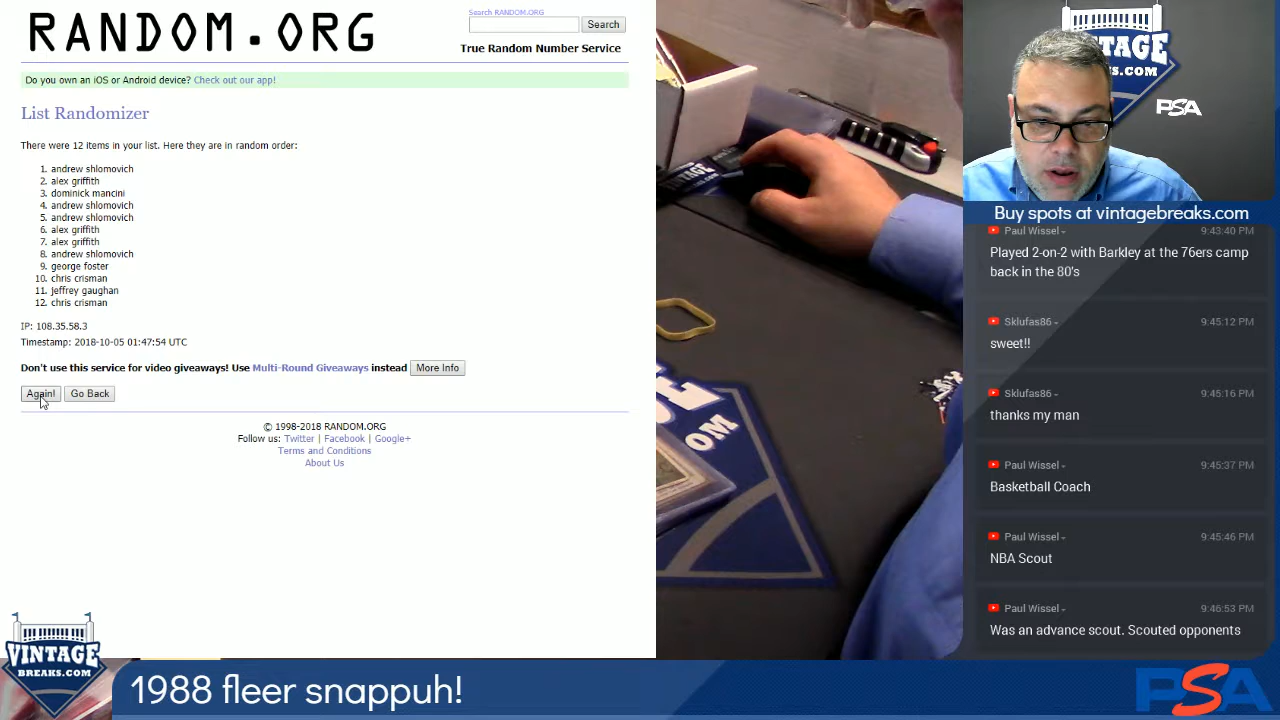 RANDOM.ORG
Search RANDOM.ORG
Search
True Random Number Service
Do you own an iOS or Android device? Check out our app!
List Randomizer
There were 12 items in your list. Here they are in random order:
1. andrew shlomovich
2. alex griffith
3. dominick mancini
4. andrew shlomovich
5. andrew shlomovich
6. alex griffith
7. alex griffith
8. andrew shlomovich
9. george foster
10. chris crisman
11. jeffrey gaughan
12. chris crisman
IP: 108.35.58.3
Timestamp: 2018-10-05 01:47:54 UTC
Don't use this service for video giveaways! Use Multi-Round Giveaways instead More Info
Again! Go Back
© 1998-2018 RANDOM.ORG
Follow us: Twitter | Facebook | Google+
Terms and Conditions
About Us
VINTAGE
OM
VINTAGE
BREAKS.COM
PSA
Buy spots at vintagebreaks.com
Paul Wissel 9:43:40 PM
Played 2-on-2 with Barkley at the 76ers camp
back in the 80's
Sklufas86 9:45:12 PM
sweet!!
Sklufas86 9:45:16 PM
thanks my man
Paul Wissel 9:45:37 PM
Basketball Coach
Paul Wissel 9:45:46 PM
NBA Scout
Paul Wissel 9:46:53 PM
Was an advance scout. Scouted opponents
VINTAGE
BREAKS.COM
1988 fleer snappuh!
PSA